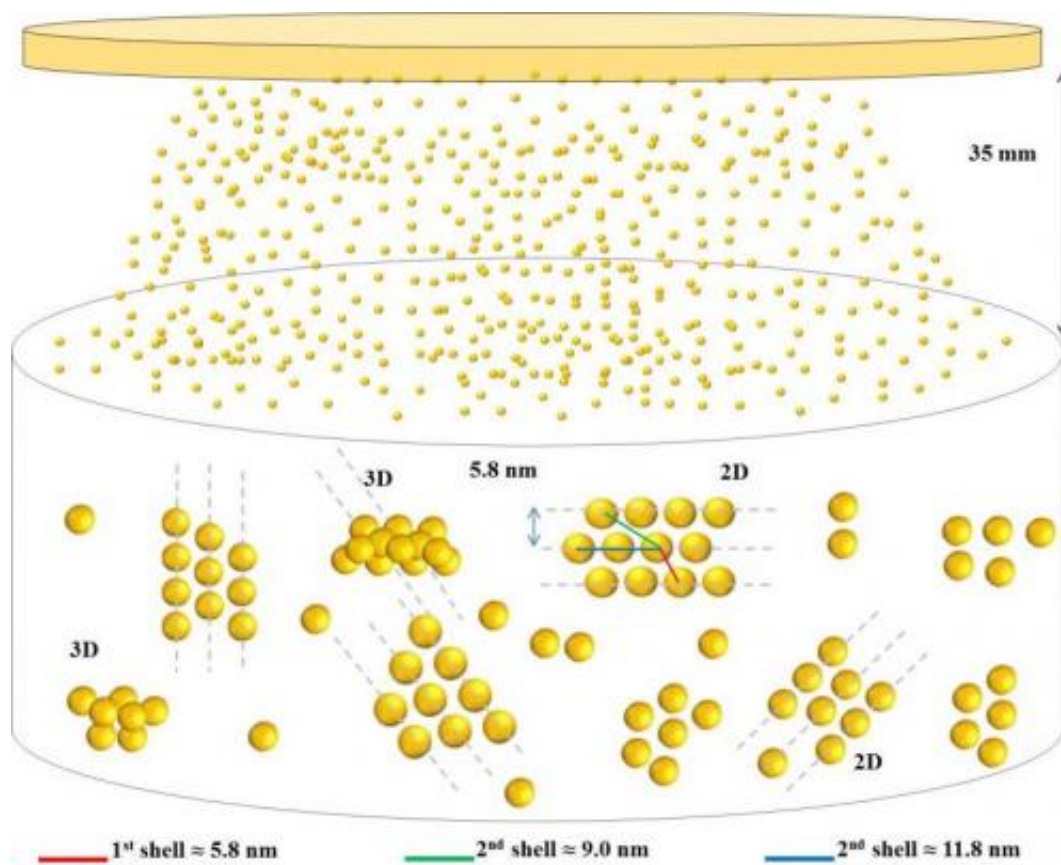 35 mm
3D
5.8 nm
2D
3D
2D
1st shell ≈ 5.8 nm
2nd shell ≈ 9.0 nm
2nd shell ≈ 11.8 nm